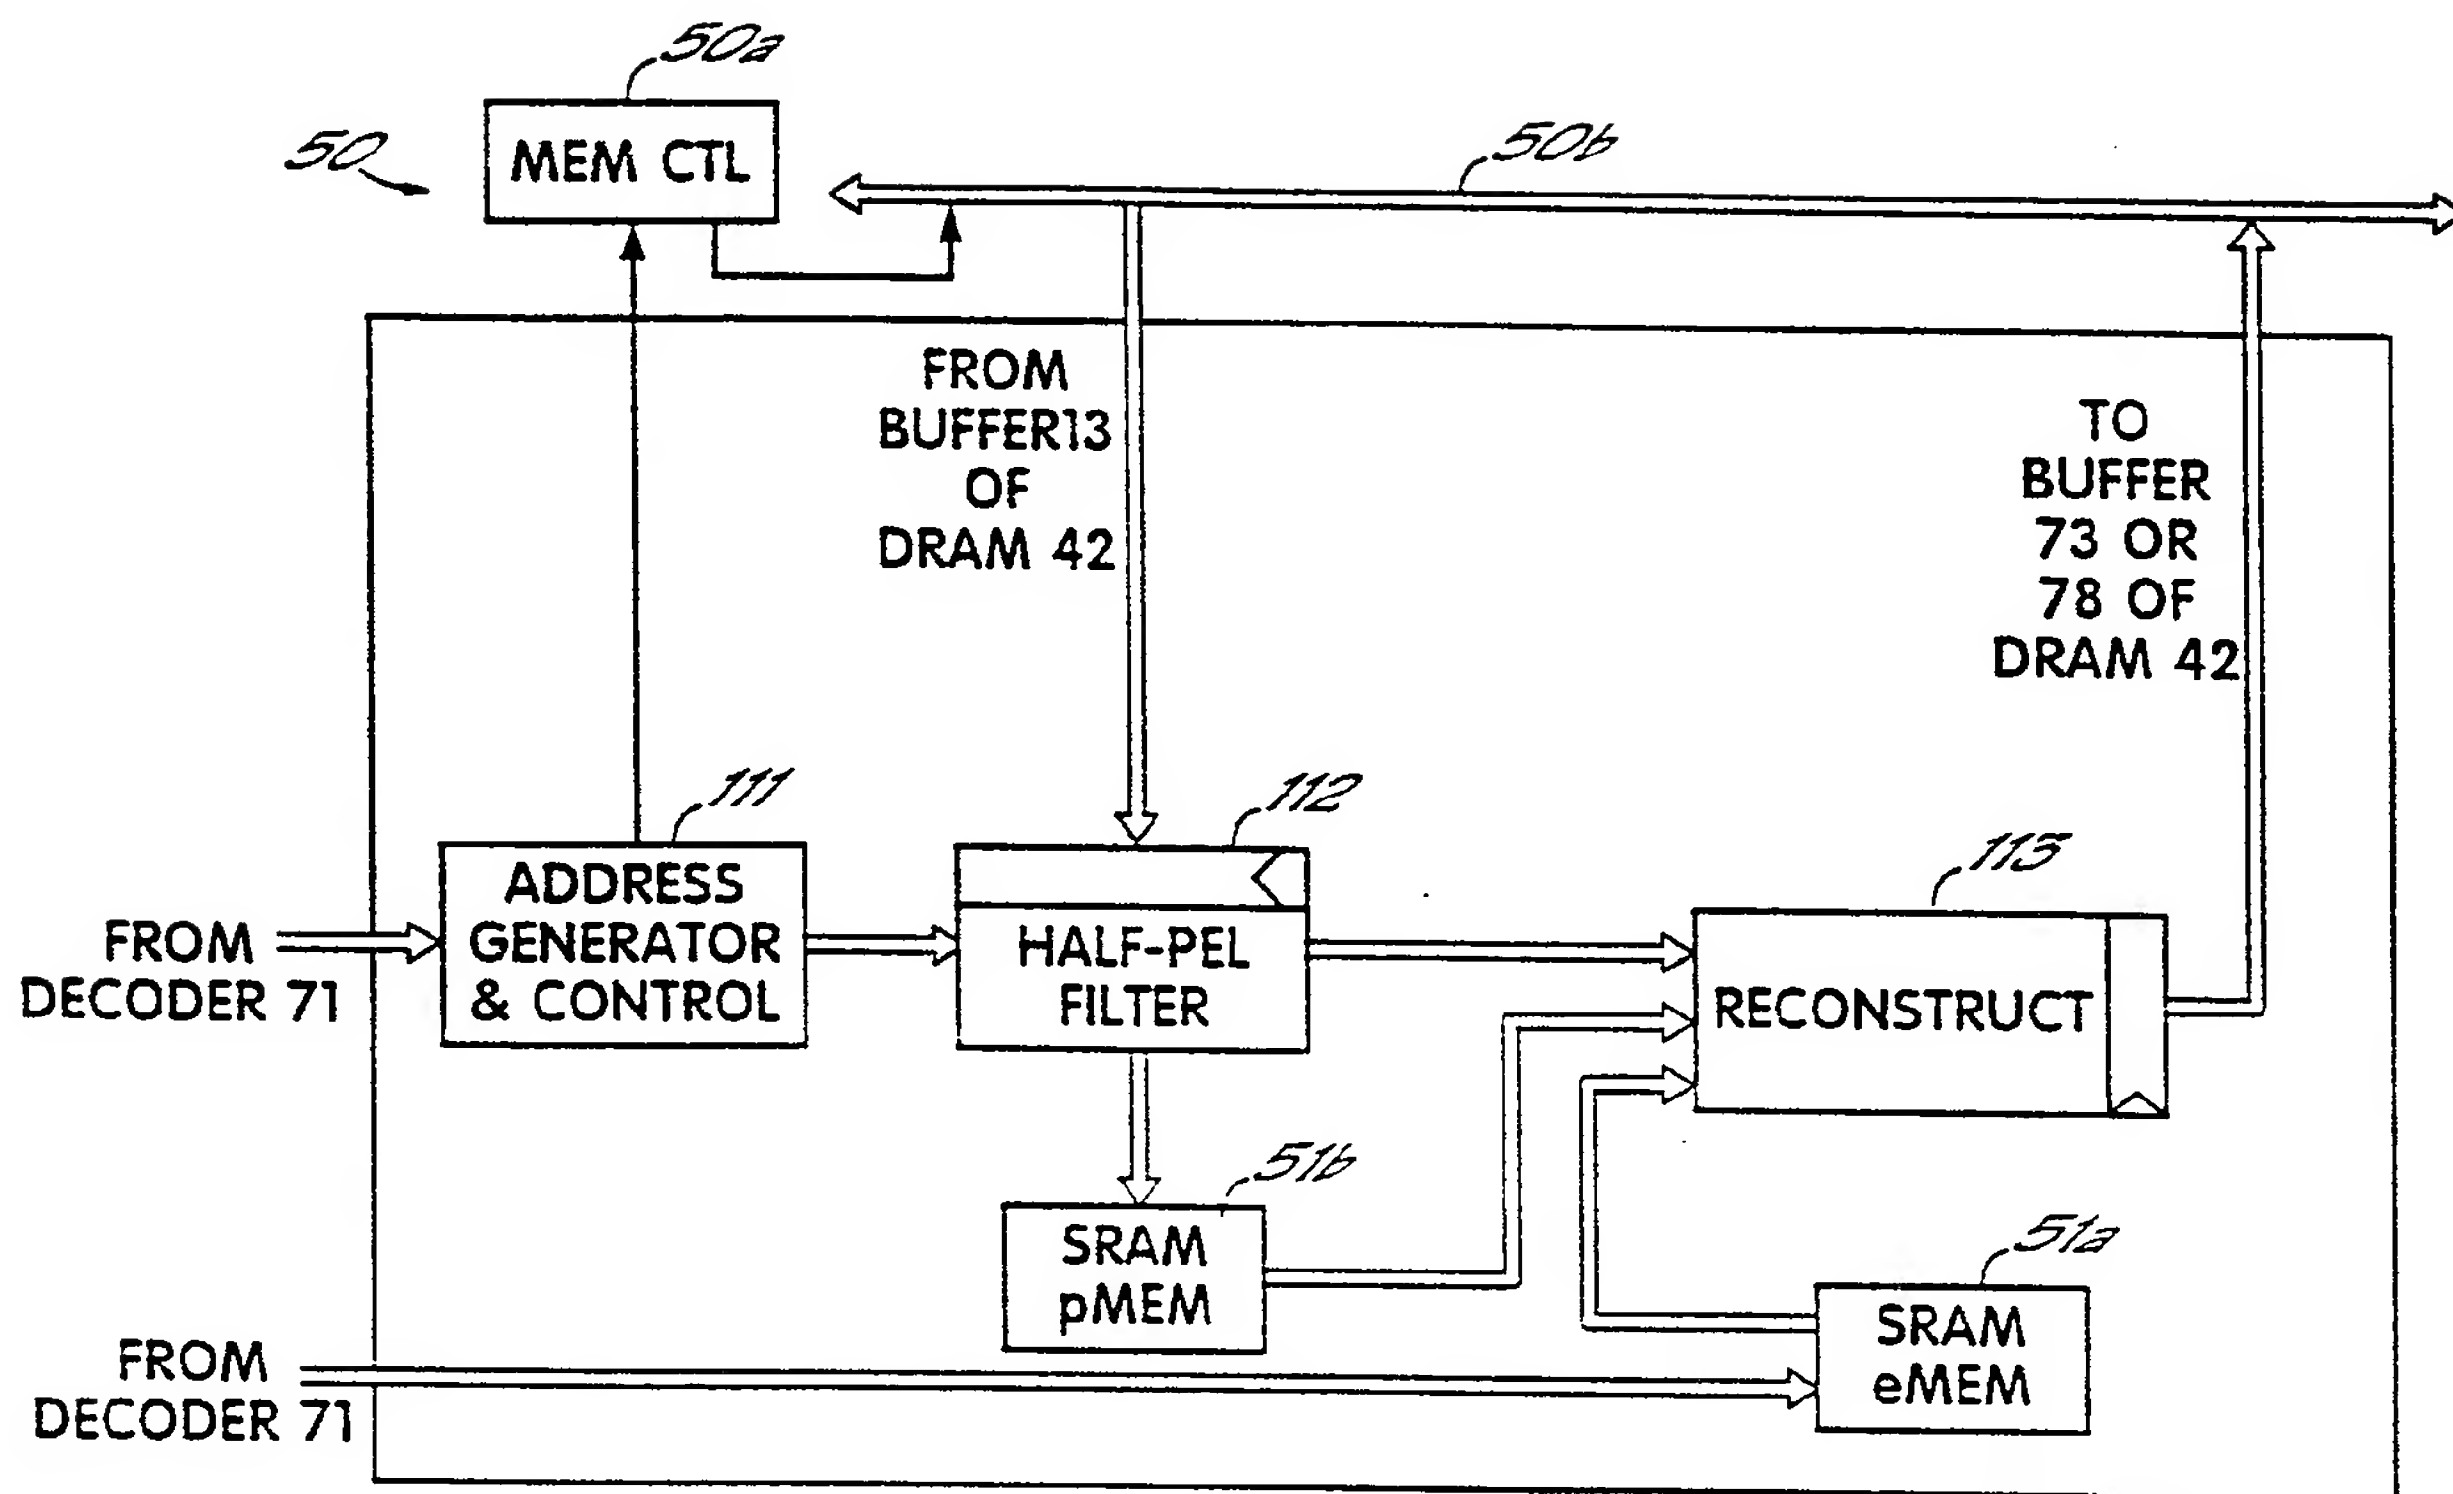 50a
50
MEM CTL
50b
FROM
BUFFER13
OF
DRAM 42
TO
BUFFER
73 OR
78 OF
DRAM 42
111
112
113
ADDRESS
GENERATOR
& CONTROL
FROM
DECODER 71
HALF-PEL
FILTER
RECONSTRUCT
51b
SRAM
pMEM
51a
SRAM
eMEM
FROM
DECODER 71